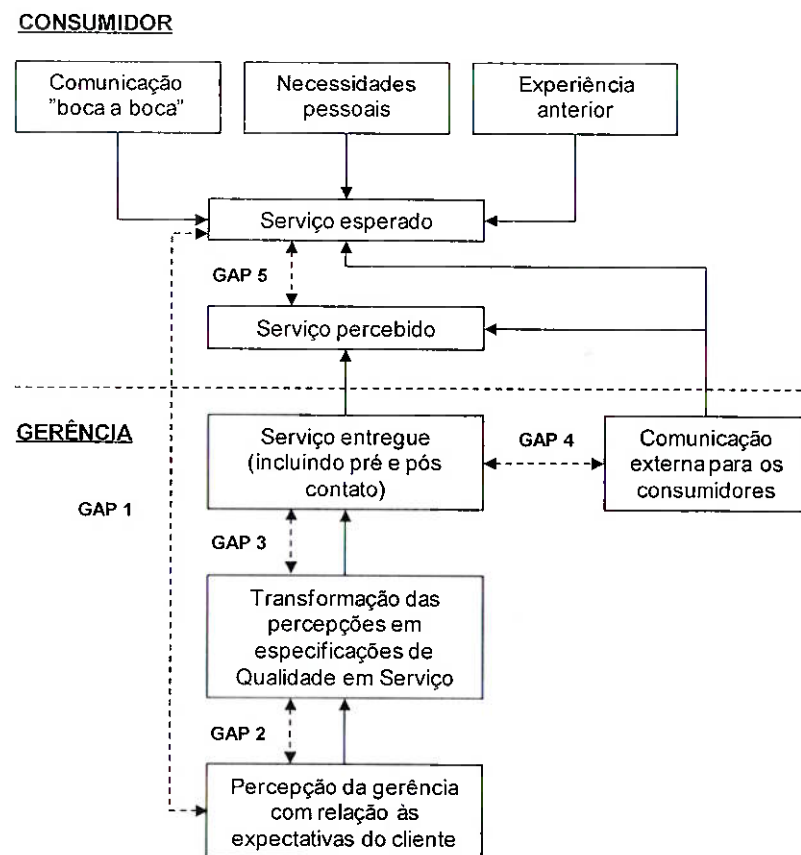 CONSUMIDOR
Comunicação
"boca a boca"
Necessidades
pessoais
Experiência
anterior
Serviço esperado
GAP 5
Serviço percebido
GERÊNCIA
Serviço entregue
(incluíndo pré e pós
contato)
GAP 4
Comunicação
externa para os
consumidores
GAP 1
GAP 3
Transformação das
percepções em
especificações de
Qualidade em Serviço
GAP 2
Percepção da gerência
com relação às
expectativas do cliente